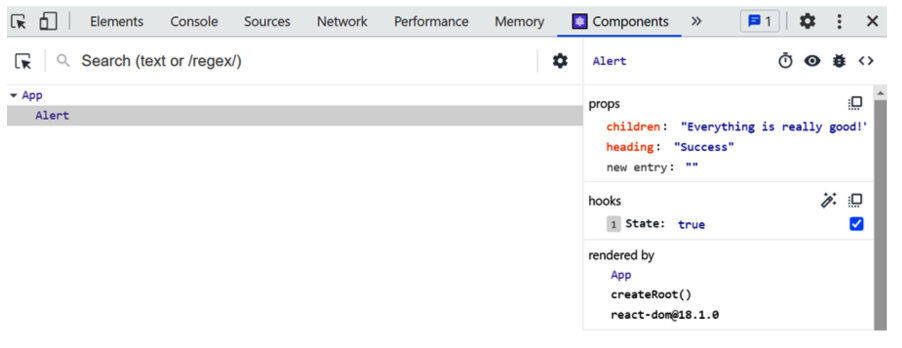 Elements Console Sources Network Performance Memory Components » 1
Search (text or /regex/)
Alert
App
Alert
props
children: "Everything is really good!'
heading: "Success"
new entry: ""
hooks
1 State: true
rendered by
App
createRoot()
react-dom@18.1.0